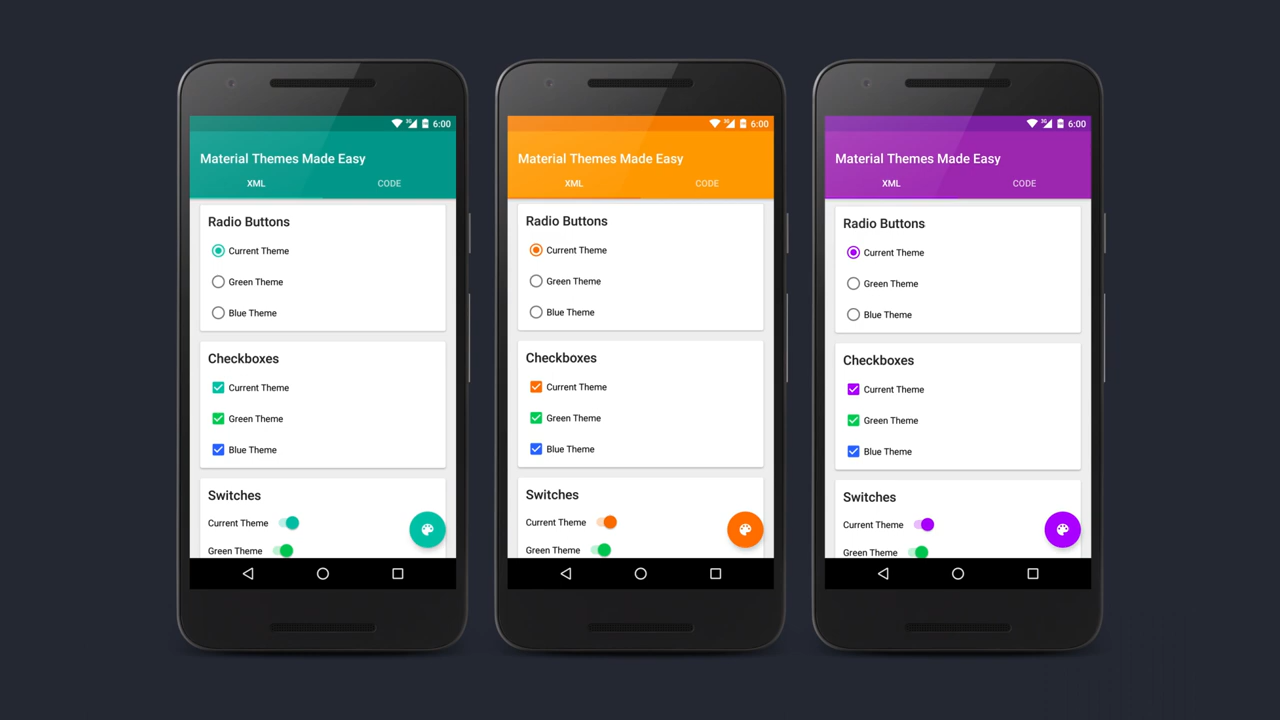 3G 6:00
Material Themes Made Easy
XML CODE
Radio Buttons
Current Theme
Green Theme
Blue Theme
Checkboxes
Current Theme
Green Theme
Blue Theme
Switches
Current Theme
Green Theme
3G 6:00
Material Themes Made Easy
XML CODE
Radio Buttons
Current Theme
Green Theme
Blue Theme
Checkboxes
Current Theme
Green Theme
Blue Theme
Switches
Current Theme
Green Theme
3G 6:00
Material Themes Made Easy
XML CODE
Radio Buttons
Current Theme
Green Theme
Blue Theme
Checkboxes
Current Theme
Green Theme
Blue Theme
Switches
Current Theme
Green Theme